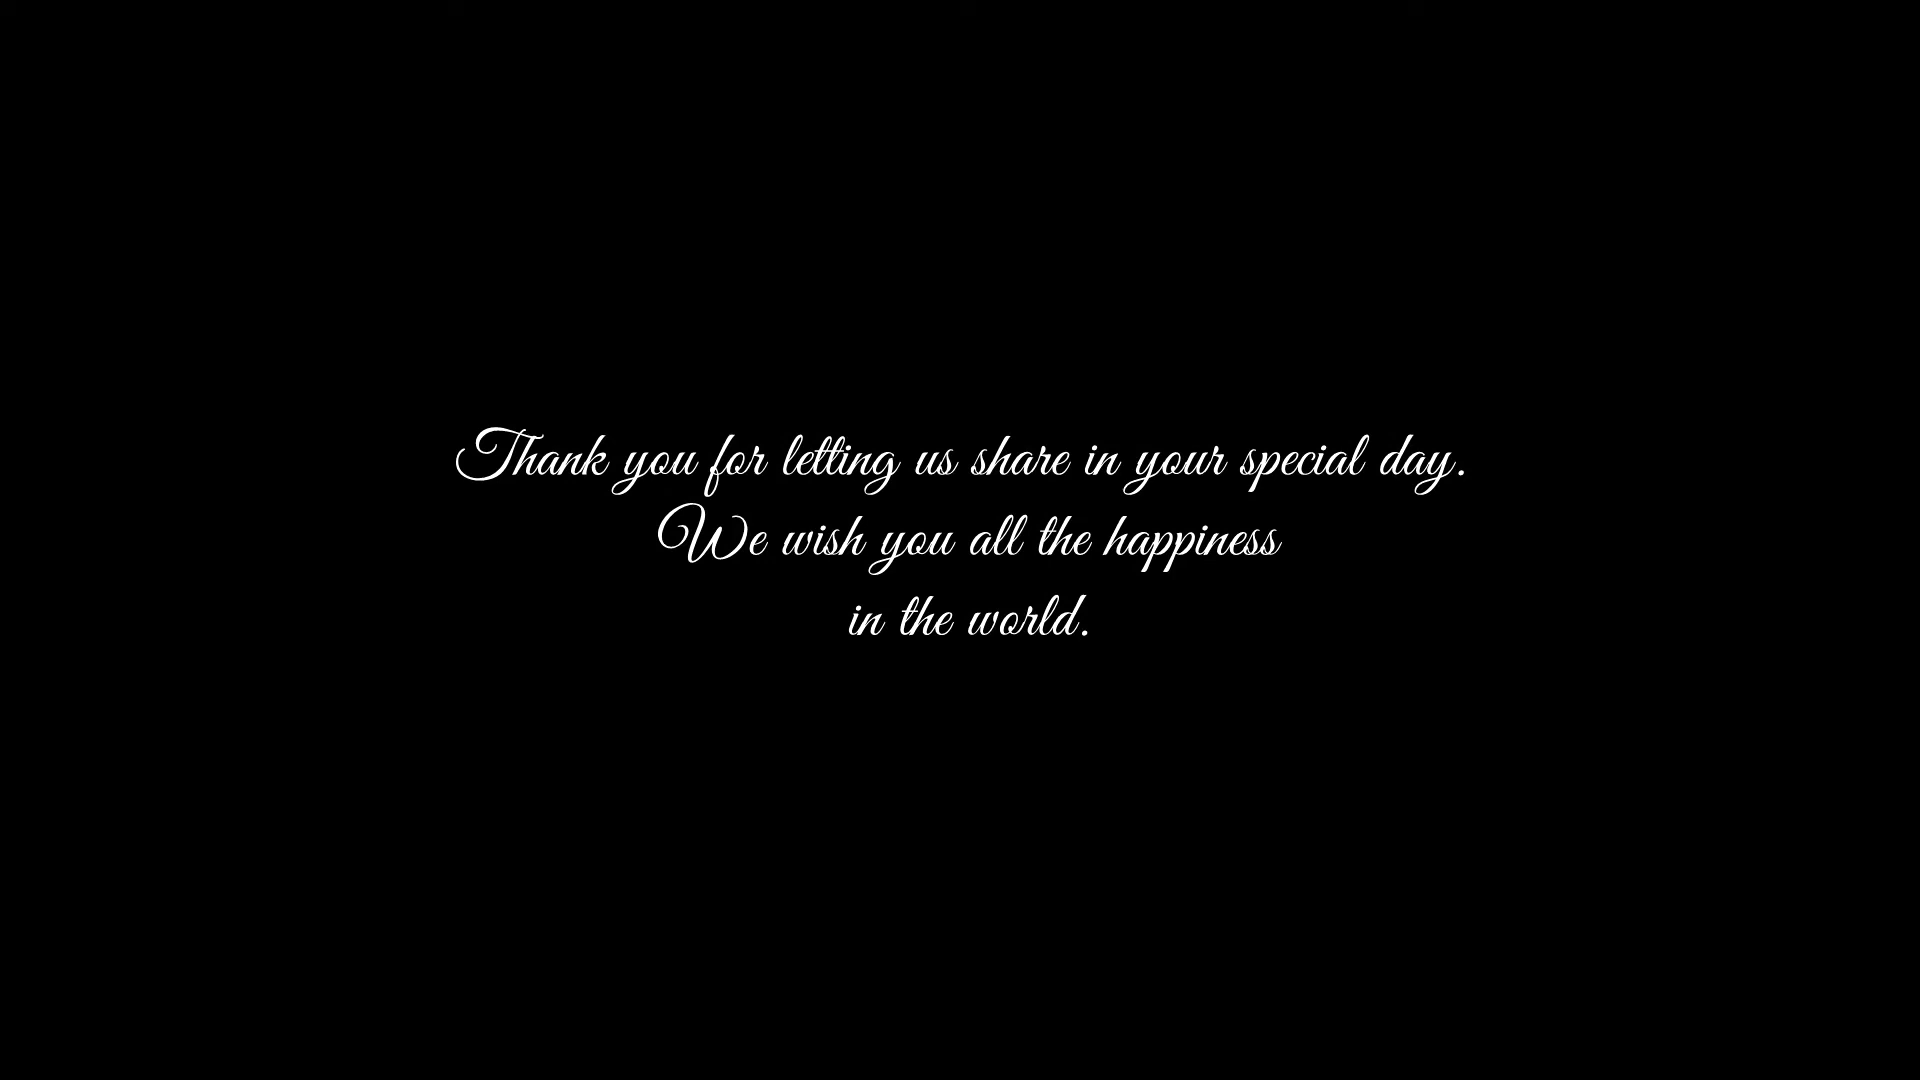 Thank you for letting us share in your special day.
We wish you all the happiness
in the world.